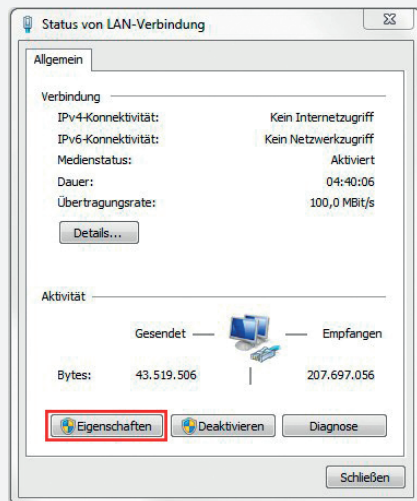 Status von LAN-Verbindung
Allgemein
Verbindung
IPv4-Konnektivität: Kein Internetzugriff
IPv6-Konnektivität: Kein Netzwerkzugriff
Medienstatus: Aktiviert
Dauer: 04:40:06
Übertragungsrate: 100,0 MBit/s
Details...
Aktivität
Gesendet Empfangen
Bytes: 43.519.506 207.697.056
Eigenschaften Deaktivieren Diagnose
Schließen